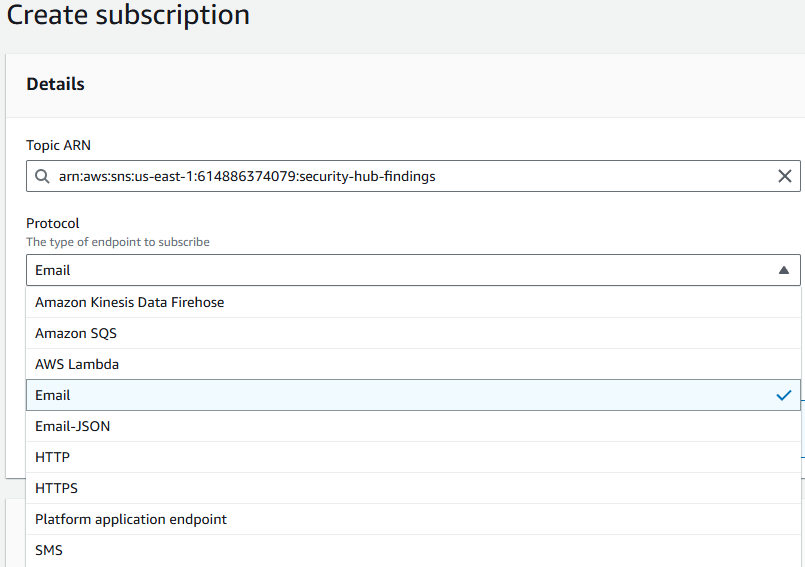 Create subscription
Details
Topic ARN
arn:aws:sns:us-east-1:614886374079:security-hub-findings
Protocol
The type of endpoint to subscribe
Email
Amazon Kinesis Data Firehose
Amazon SQS
AWS Lambda
Email
Email-JSON
HTTP
HTTPS
Platform application endpoint
SMS